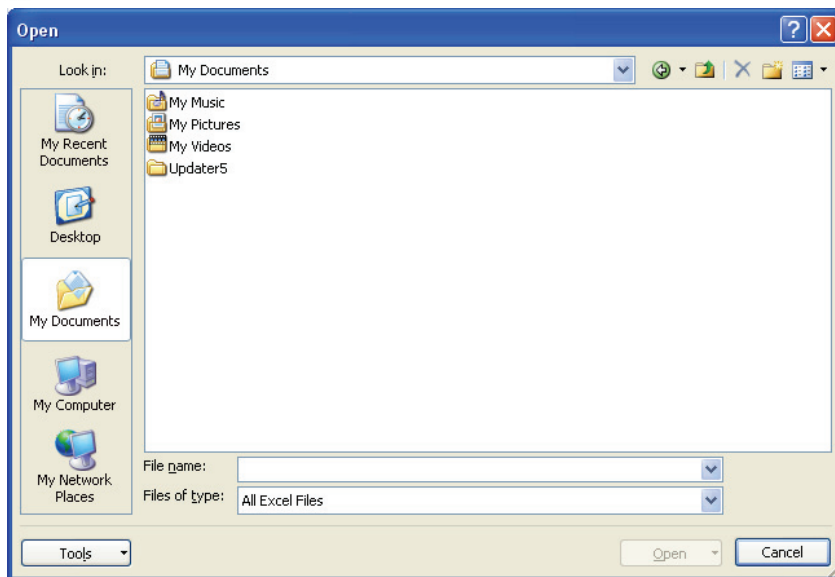 Open
Look in:
My Documents
My Recent
Documents
Desktop
My Documents
My Computer
My Network
Places
My Music
My Pictures
My Videos
Updater5
File name:
Files of type:
All Excel Files
Tools
Open
Cancel